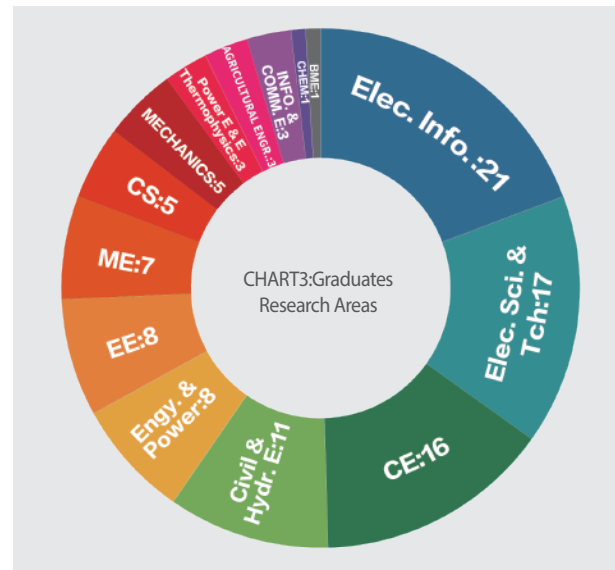 CHART3:Graduates
Research Areas
Elec. Info.:21
Elec. Sci. &
Tch:17
CE:16
Civil &
Hydr. E:11
Engy. &
Power:8
EE:8
ME:7
CS:5
MECHANICS:5
Power E & E
Thermophysics:3
AGRICULTURAL ENGR.:3
INFO. &
COMM. E:3
CHEM:1
BME:1